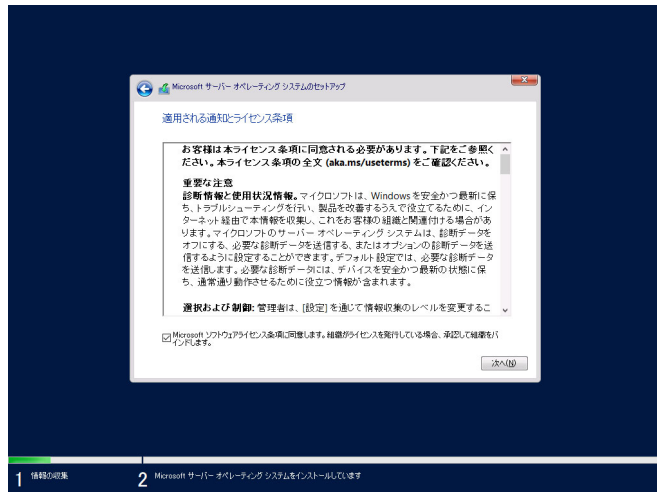 Microsoft サーバー オペレーティング システムのセットアップ
適用される通知とライセンス条項
お客様は本ライセンス条項に同意される必要があります。下記をご参照く
ださい。本ライセンス条項の全文 (aka.ms/useterms) をご確認ください。
重要な注意
診断情報と使用状況情報。マイクロソフトは、Windows を安全かつ最新に保
ち、トラブルシューティングを行い、製品を改善するうえで役立てるために、イン
ターネット経由で本情報を収集し、これをお客様の組織と関連付ける場合があ
ります。マイクロソフトのサーバー オペレーティング システムは、診断データを
オフにする、必要な診断データを送信する、またはオプションの診断データを送
信するように設定することができます。デフォルト設定では、必要な診断データ
を送信します。必要な診断データには、デバイスを安全かつ最新の状態に保
ち、通常通り動作させるために役立つ情報が含まれます。
選択および制御: 管理者は、[設定] を通じて情報収集のレベルを変更するこ
Microsoft ソフトウェアライセンス条項に同意します。組織がライセンスを発行している場合、承認して組織をバ
インドします。
次へ(N)
1 情報の収集
2 Microsoft サーバー オペレーティング システムをインストールしています